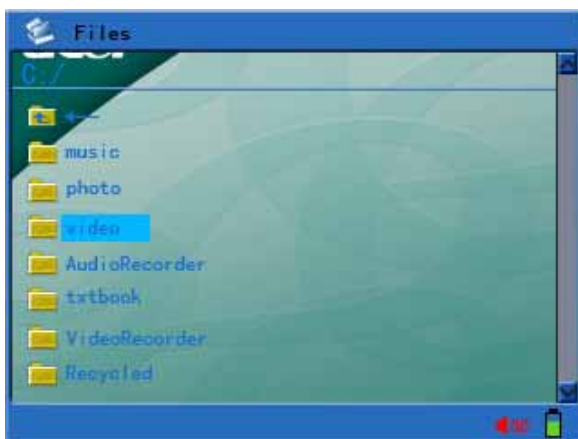 Files
C:/
music
photo
video
AudioRecorder
txtbook
VideoRecorder
Recycled